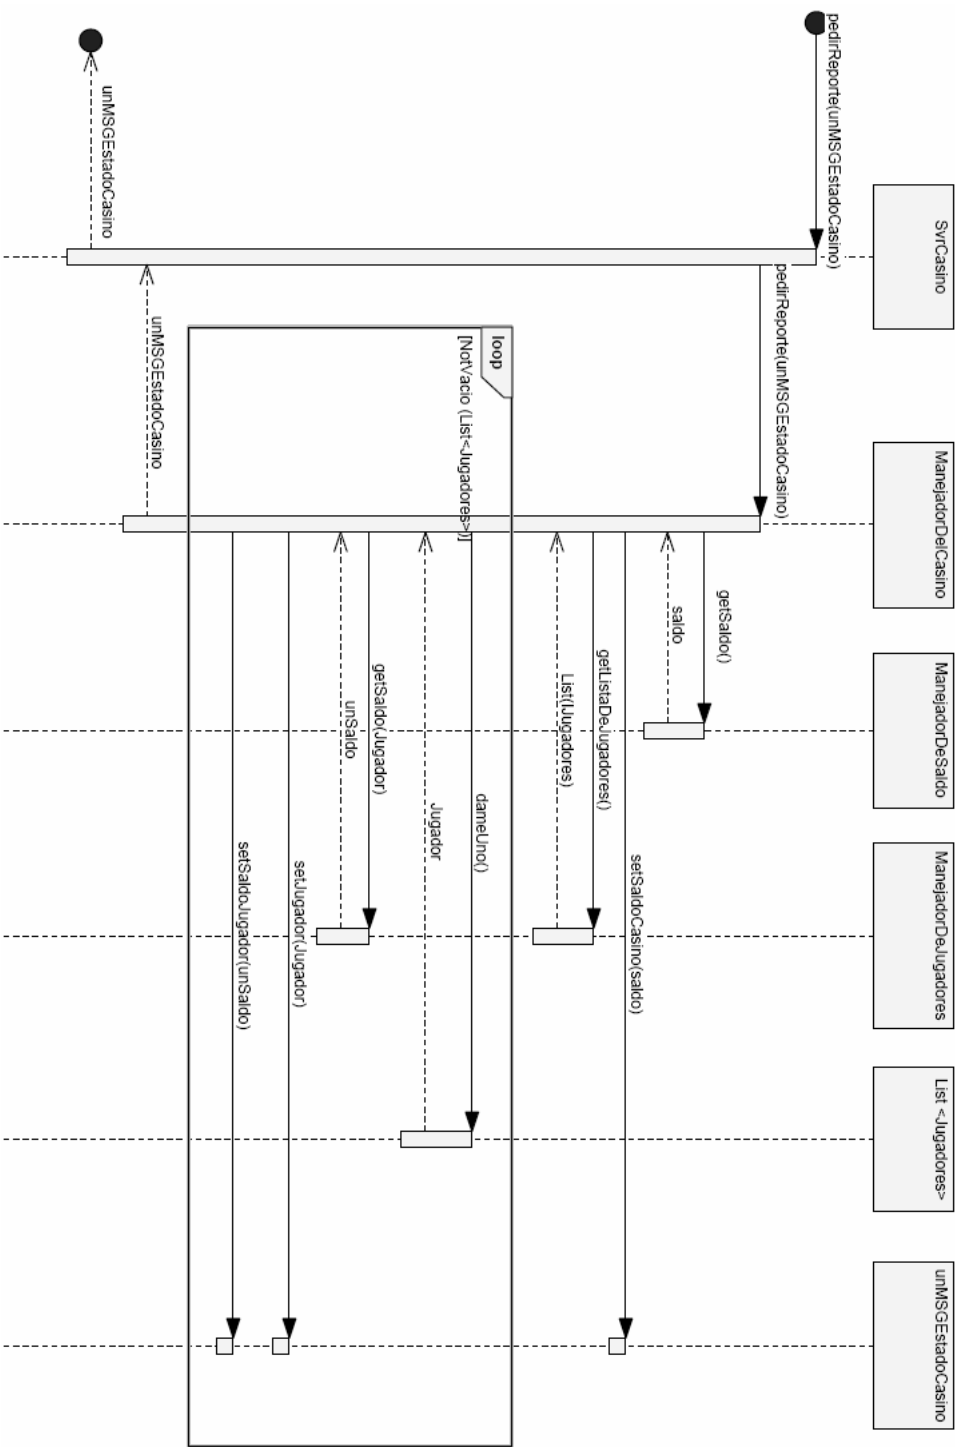 SvrCasino
ManejadorDelCasino
ManejadorDeSaldo
ManejadorDeJugadores
List <Jugadores>
unMSGEstadoCasino
pedirReporte(unMSGEstadoCasino)
pedirReporte(unMSGEstadoCasino)
getSaldo()
saldo
setSaldoCasino(saldo)
getListaDeJugadores()
List(IJugadores)
loop
[NotVacio (List<Jugadores>)]
dameUno()
Jugador
getSaldo(Jugador)
unSaldo
setJugador(Jugador)
setSaldoJugador(unSaldo)
unMSGEstadoCasino
unMSGEstadoCasino